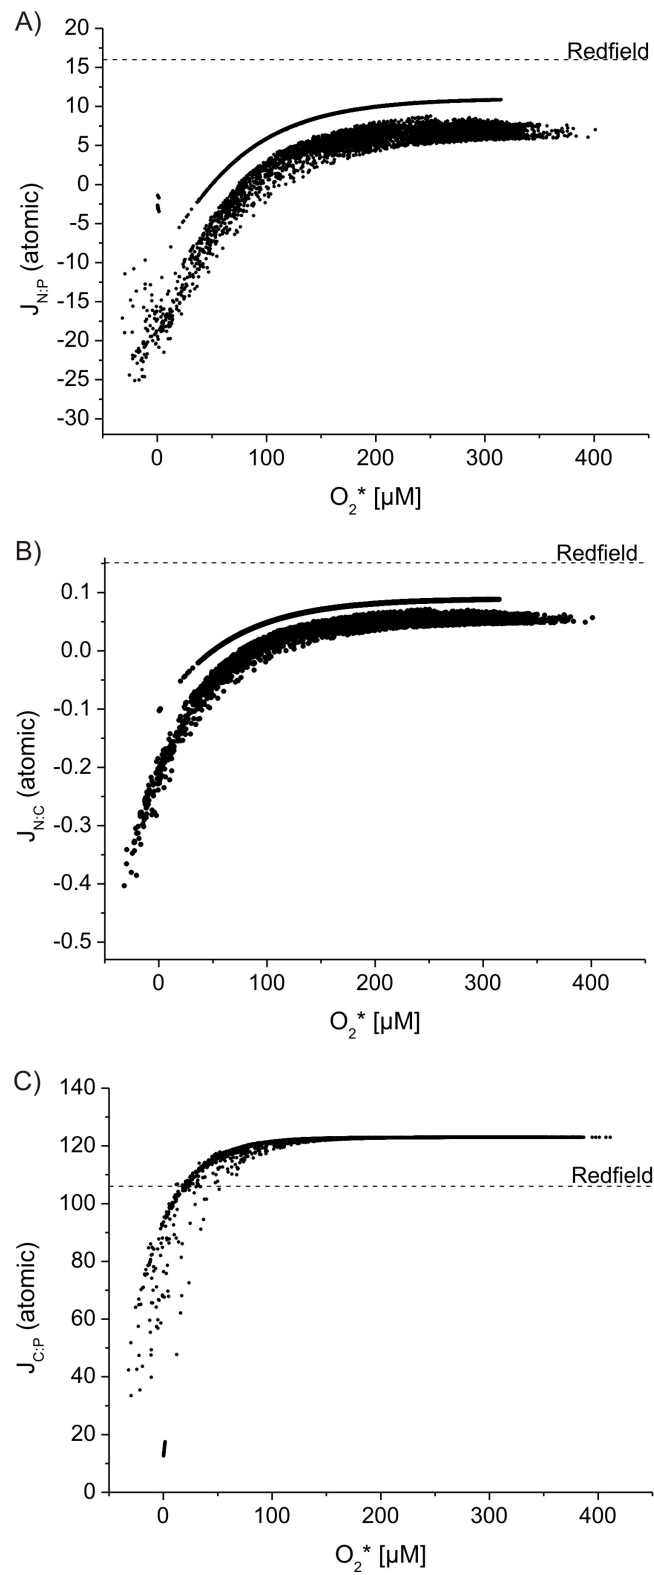 A)
20
15
10
5
0
-5
-10
-15
-20
-25
-30
J_N:P (atomic)
Redfield
0 100 200 300 400
O₂* [µM]
B)
0.1
0.0
-0.1
-0.2
-0.3
-0.4
-0.5
J_N:C (atomic)
Redfield
0 100 200 300 400
O₂* [µM]
C)
140
120
100
80
60
40
20
0
J_C:P (atomic)
Redfield
0 100 200 300 400
O₂* [µM]